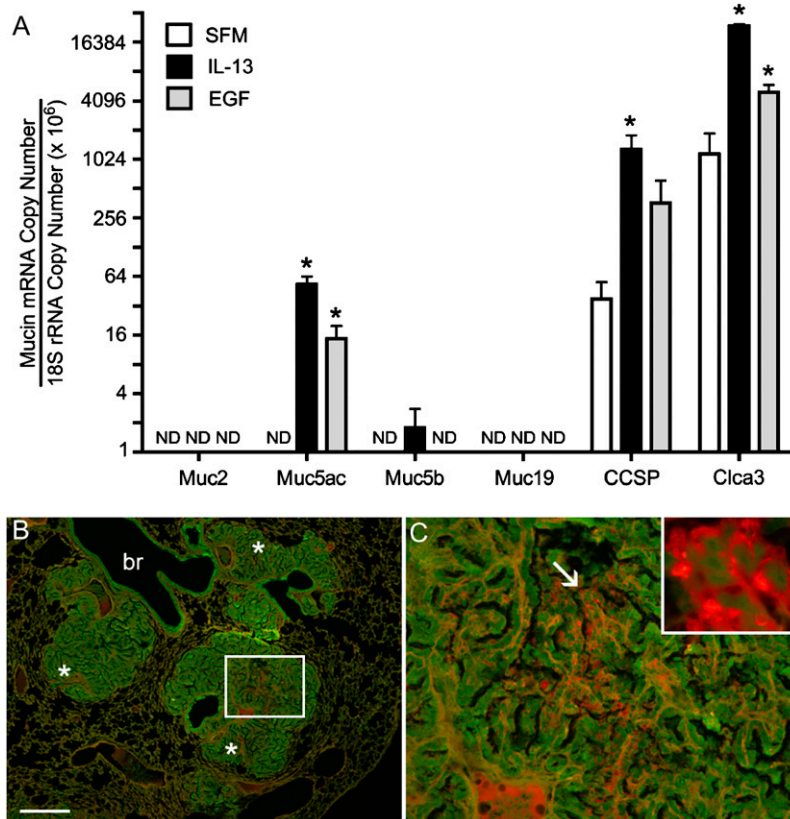 A
Mucin mRNA Copy Number
18S rRNA Copy Number (x 10⁶)
16384
4096
1024
256
64
16
4
1
SFM
IL-13
EGF
* * * * *
ND ND ND ND ND ND ND ND ND
Muc2 Muc5ac Muc5b Muc19 CCSP Clca3
B
br
*
*
*
C